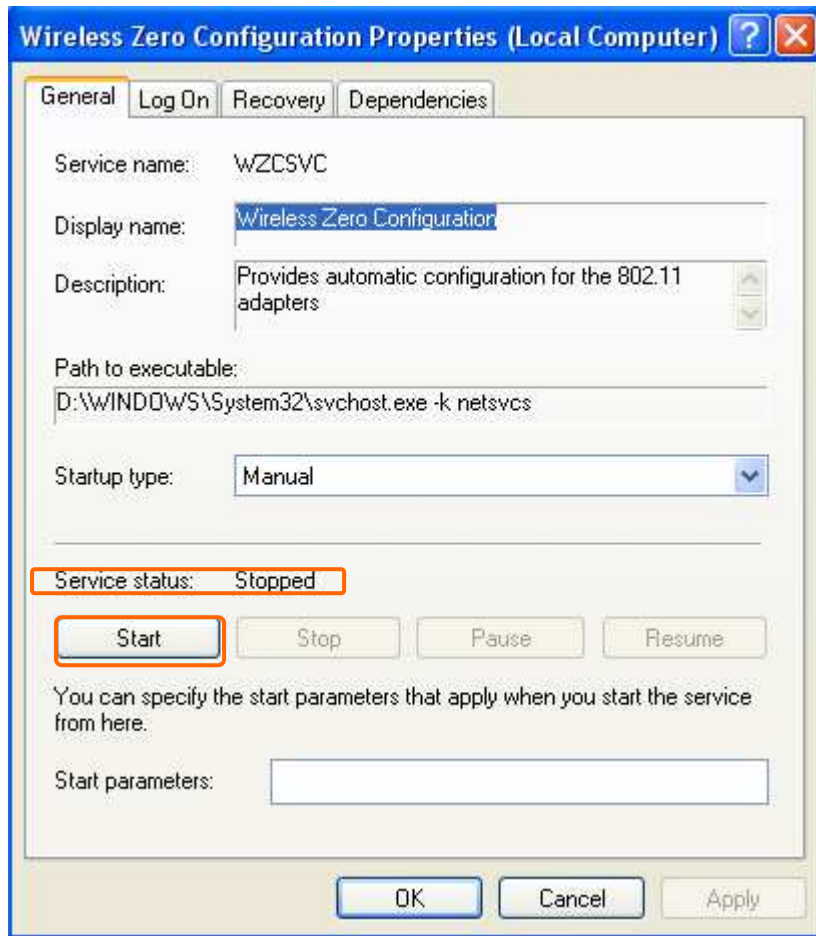 Wireless Zero Configuration Properties (Local Computer) ?
General Log On Recovery Dependencies
Service name: WZCSVC
Display name: Wireless Zero Configuration
Description: Provides automatic configuration for the 802.11
adapters
Path to executable:
D:\WINDOWS\System32\svchost.exe -k netsvcs
Startup type: Manual
Service status: Stopped
Start Stop Pause Resume
You can specify the start parameters that apply when you start the service
from here.
Start parameters:
OK Cancel Apply